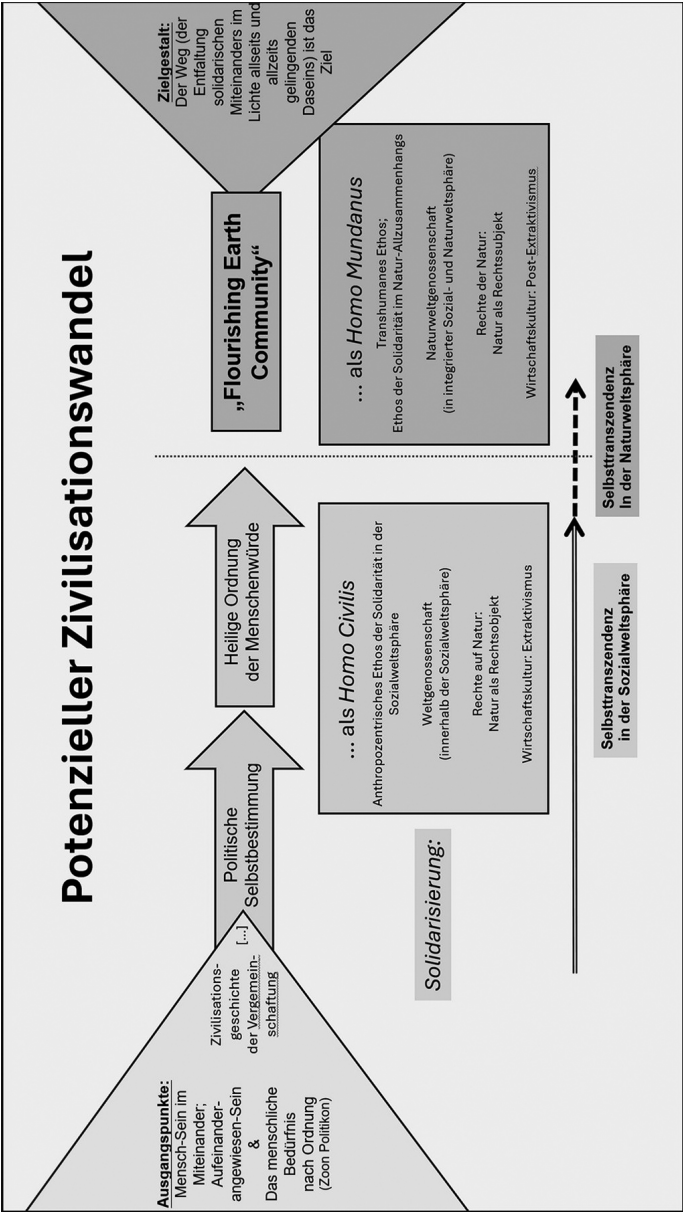 Potenzieller Zivilisationswandel
Ausgangspunkte:
Mensch-Sein im
Miteinander;
Aufeinander-
angewiesen-Sein
&
Das menschliche
Bedürfnis
nach Ordnung
(Zoon Politikon)
Zivilisations-
geschichte
der Vergemein-
schaftung
[...]
Politische
Selbstbestimmung
Heilige Ordnung
der Menschenwürde
„Flourishing Earth
Community“
Zielgestalt:
Der Weg (der
Entfaltung
solidarischen
Miteinanders im
Lichte allseits und
allzeits
gelingenden
Daseins) ist das
Ziel
Solidarisierung:
... als Homo Civilis
Anthropozentrisches Ethos der Solidarität in der
Sozialweltsphäre
Weltgenossenschaft
(innerhalb der Sozialweltsphäre)
Rechte auf Natur:
Natur als Rechtsobjekt
Wirtschaftskultur: Extraktivismus
... als Homo Mundanus
Transhumanes Ethos;
Ethos der Solidarität im Natur-Allzusammenhangs
Naturweltgenossenschaft
(in integrierter Sozial- und Naturweltsphäre)
Rechte der Natur:
Natur als Rechtssubjekt
Wirtschaftskultur: Post-Extraktivismus
Selbsttranszendenz
in der Sozialweltsphäre
Selbsttranszendenz
In der Naturweltsphäre